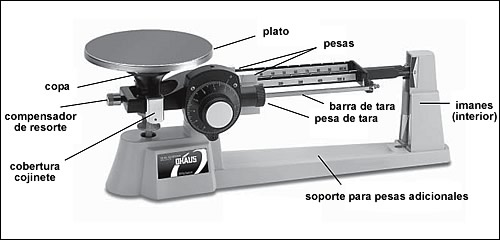 plato
pesas
copa
compensador
de resorte
cobertura
cojinete
barra de tara
pesa de tara
imanes
(interior)
soporte para pesas adicionales
OHAUS